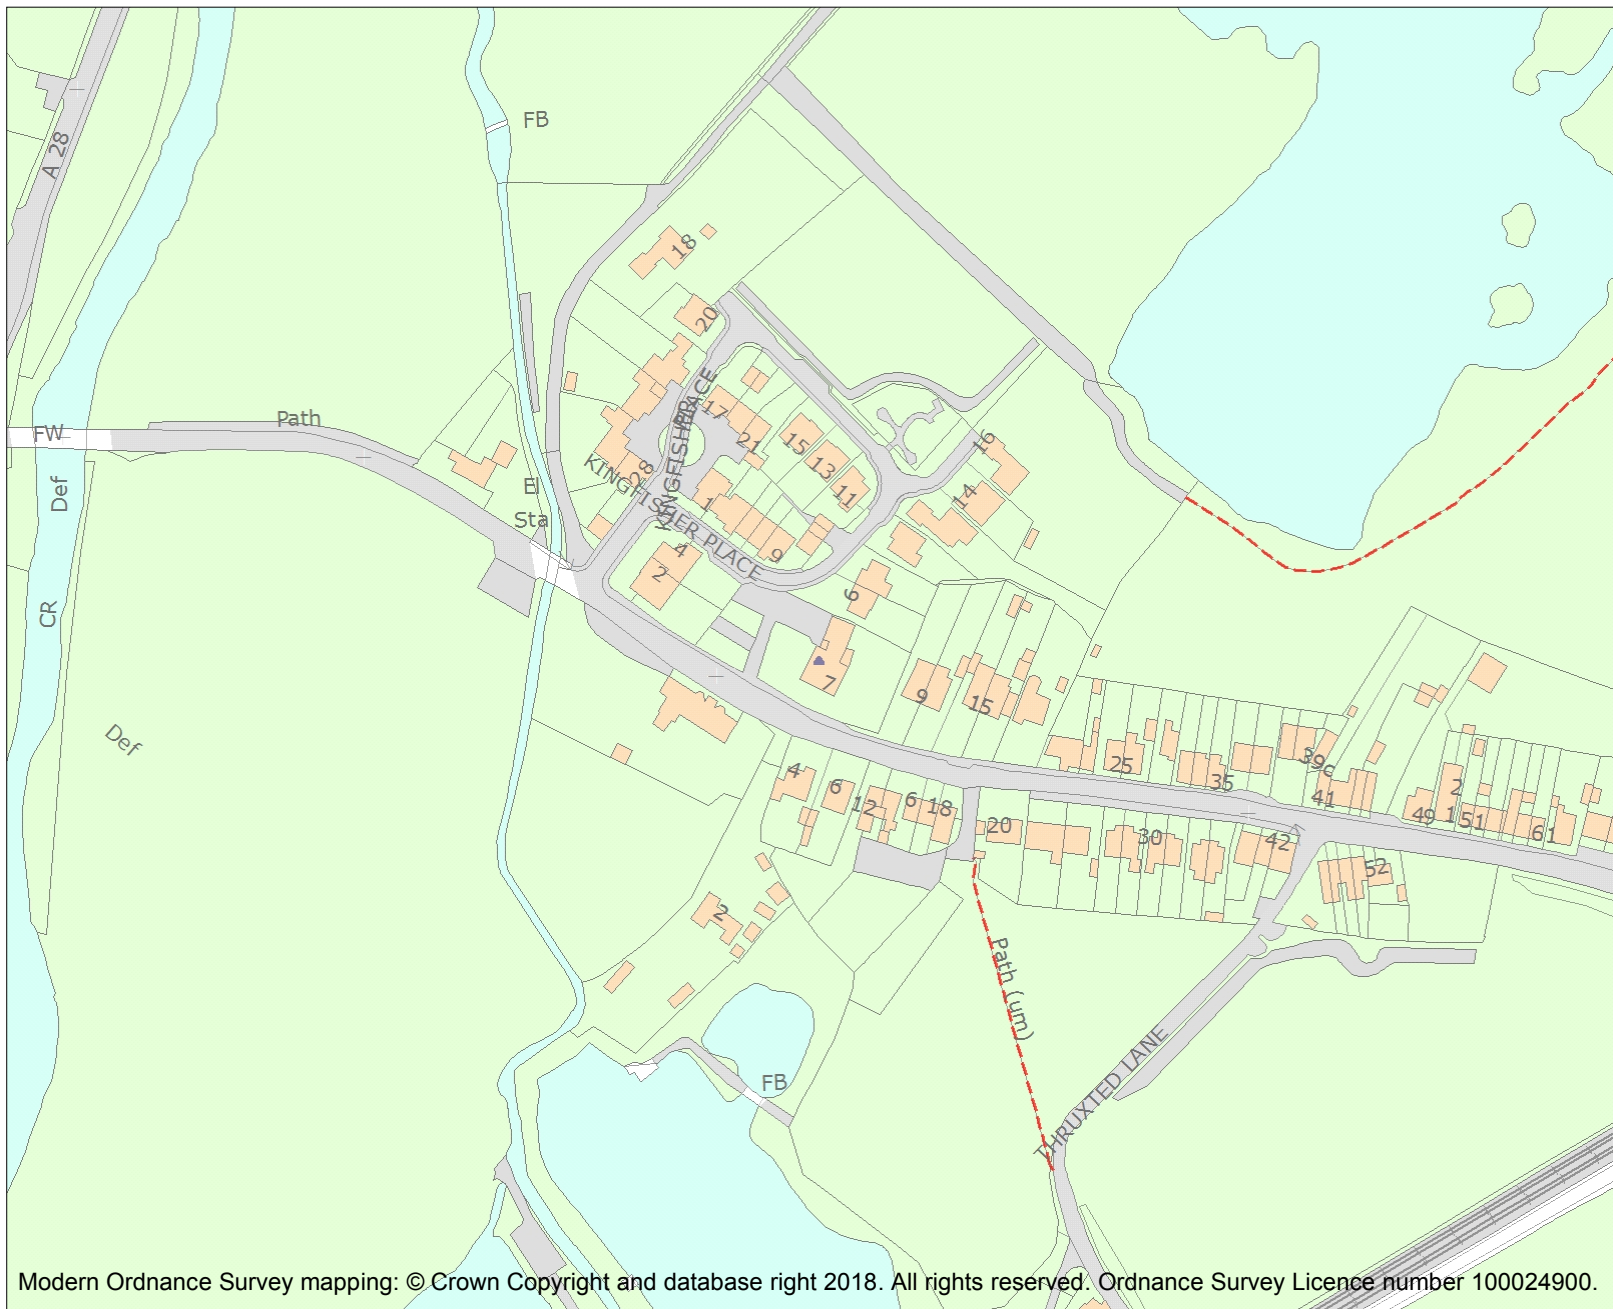 A 28
FB
18
20
KINGFISHER
PLACE
17
21
15
13
11
16
14
FW
Path
Def
El
Sta
28
KINGFISHER PLACE
1
9
4
2
6
7
CR
Def
9
15
25
35
39c
41
49
2
1
51
61
4
6
12
6
18
20
30
42
52
2
Path (um)
FB
THRUXTED LANE
Modern Ordnance Survey mapping: © Crown Copyright and database right 2018. All rights reserved. Ordnance Survey Licence number 100024900.